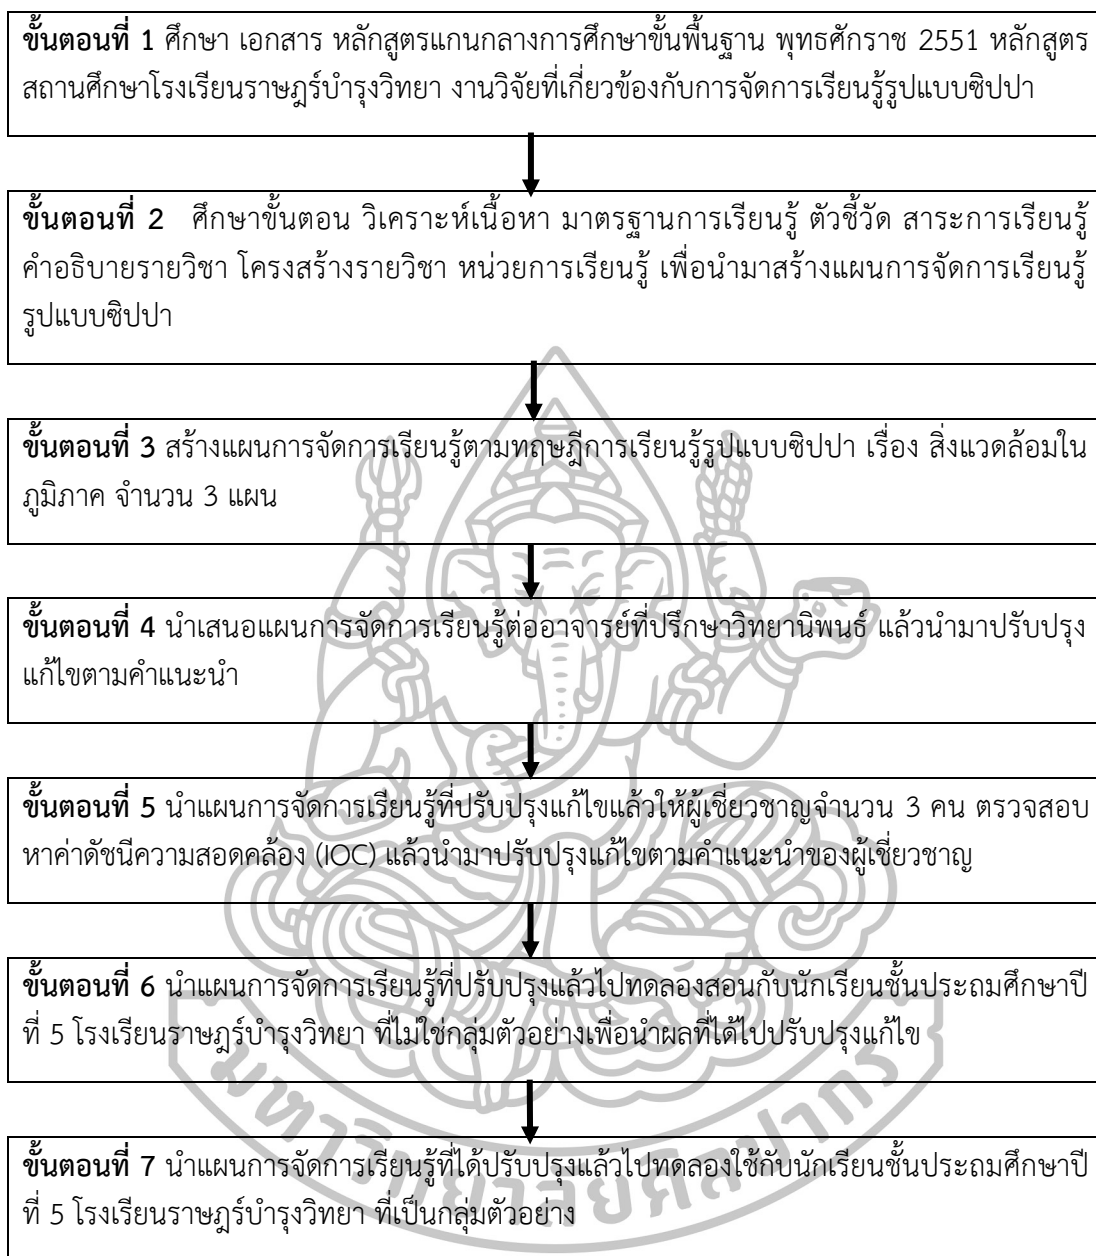 ขั้นตอนที่ 1 ศึกษา เอกสาร หลักสูตรแกนกลางการศึกษาขั้นพื้นฐาน พุทธศักราช 2551 หลักสูตร
สถานศึกษาโรงเรียนราษฎร์บำรุงวิทยา งานวิจัยที่เกี่ยวข้องกับการจัดการเรียนรู้รูปแบบซิปปา
ขั้นตอนที่ 2 ศึกษาขั้นตอน วิเคราะห์เนื้อหา มาตรฐานการเรียนรู้ ตัวชี้วัด สาระการเรียนรู้
คำอธิบายรายวิชา โครงสร้างรายวิชา หน่วยการเรียนรู้ เพื่อนำมาสร้างแผนการจัดการเรียนรู้
รูปแบบซิปปา
ขั้นตอนที่ 3 สร้างแผนการจัดการเรียนรู้ตามทฤษฎีการเรียนรู้รูปแบบซิปปา เรื่อง สิ่งแวดล้อมใน
ภูมิภาค จำนวน 3 แผน
ขั้นตอนที่ 4 นำเสนอแผนการจัดการเรียนรู้ต่ออาจารย์ที่ปรึกษาวิทยานิพนธ์ แล้วนำมาปรับปรุง
แก้ไขตามคำแนะนำ
ขั้นตอนที่ 5 นำแผนการจัดการเรียนรู้ที่ปรับปรุงแก้ไขแล้วให้ผู้เชี่ยวชาญจำนวน 3 คน ตรวจสอบ
หาค่าดัชนีความสอดคล้อง (IOC) แล้วนำมาปรับปรุงแก้ไขตามคำแนะนำของผู้เชี่ยวชาญ
ขั้นตอนที่ 6 นำแผนการจัดการเรียนรู้ที่ปรับปรุงแล้วไปทดลองสอนกับนักเรียนชั้นประถมศึกษาปี
ที่ 5 โรงเรียนราษฎร์บำรุงวิทยา ที่ไม่ใช่กลุ่มตัวอย่างเพื่อนำผลที่ได้ไปปรับปรุงแก้ไข
ขั้นตอนที่ 7 นำแผนการจัดการเรียนรู้ที่ได้ปรับปรุงแล้วไปทดลองใช้กับนักเรียนชั้นประถมศึกษาปี
ที่ 5 โรงเรียนราษฎร์บำรุงวิทยา ที่เป็นกลุ่มตัวอย่าง
มหาวิทยาลัยศิลปากร